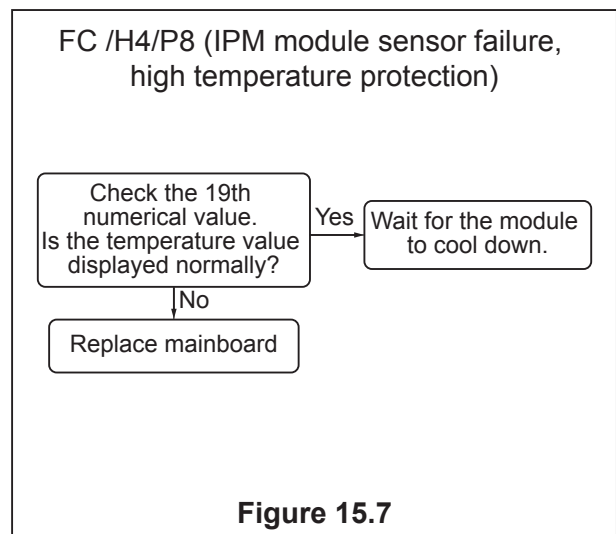 FC /H4/P8 (IPM module sensor failure,
high temperature protection)
Check the 19th
numerical value.
Is the temperature value
displayed normally?
Yes
Wait for the module
to cool down.
No
Replace mainboard
Figure 15.7